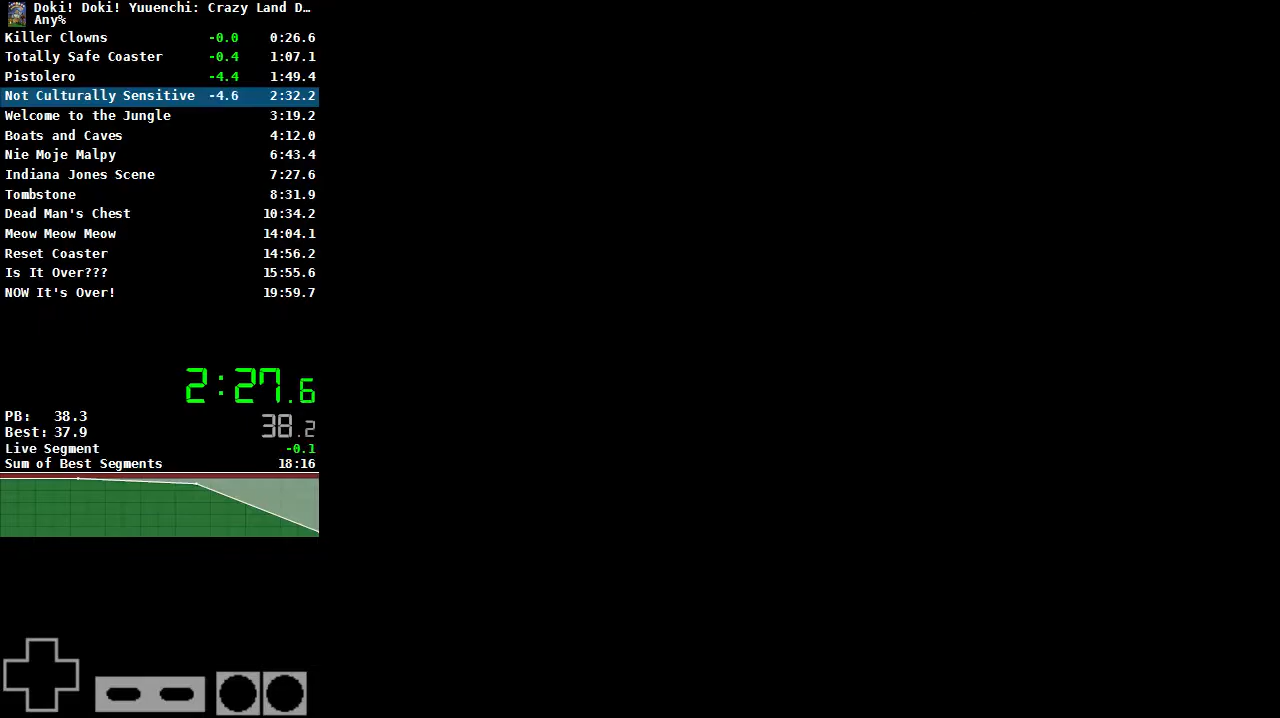 Doki! Doki! Yuuenchi: Crazy Land D…
Any%
Killer Clowns -0.0 0:26.6
Totally Safe Coaster -0.4 1:07.1
Pistolero -4.4 1:49.4
Not Culturally Sensitive -4.6 2:32.2
Welcome to the Jungle 3:19.2
Boats and Caves 4:12.0
Nie Moje Malpy 6:43.4
Indiana Jones Scene 7:27.6
Tombstone 8:31.9
Dead Man's Chest 10:34.2
Meow Meow Meow 14:04.1
Reset Coaster 14:56.2
Is It Over??? 15:55.6
NOW It's Over! 19:59.7
2:27.6
PB: 38.3 38.2
Best: 37.9
Live Segment -0.1
Sum of Best Segments 18:16